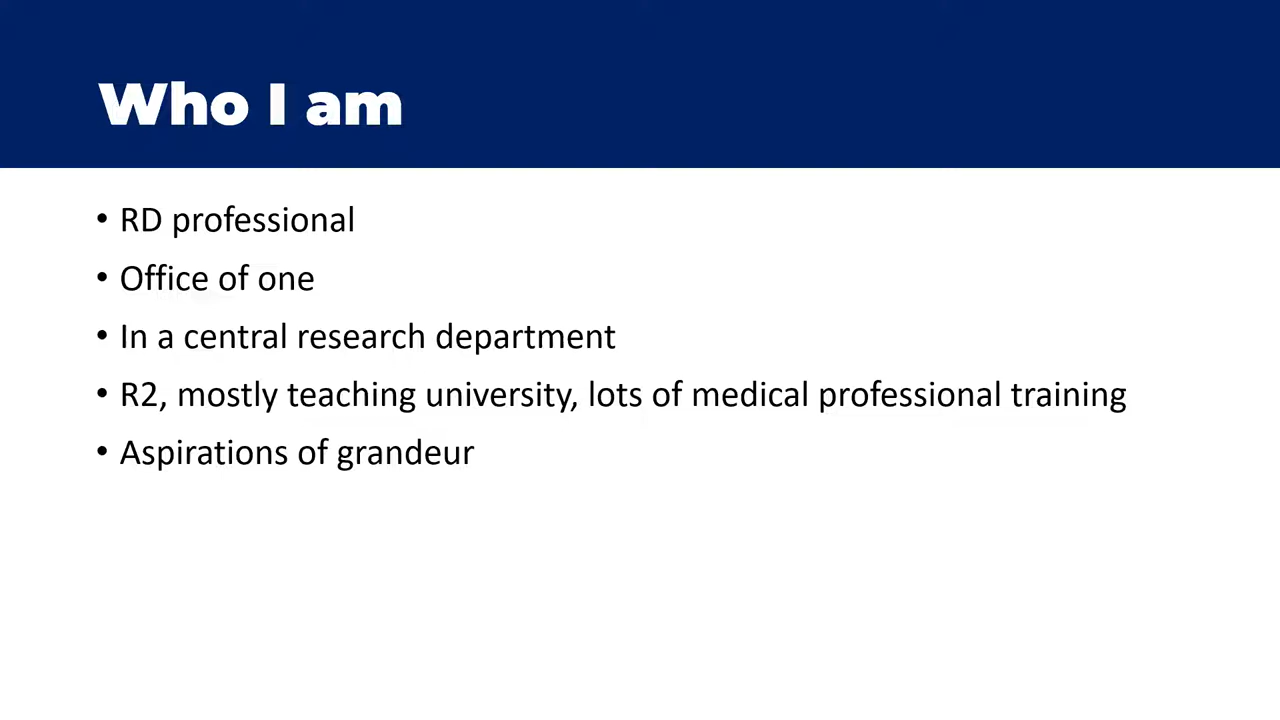 Who I am
• RD professional
• Office of one
• In a central research department
• R2, mostly teaching university, lots of medical professional training
• Aspirations of grandeur